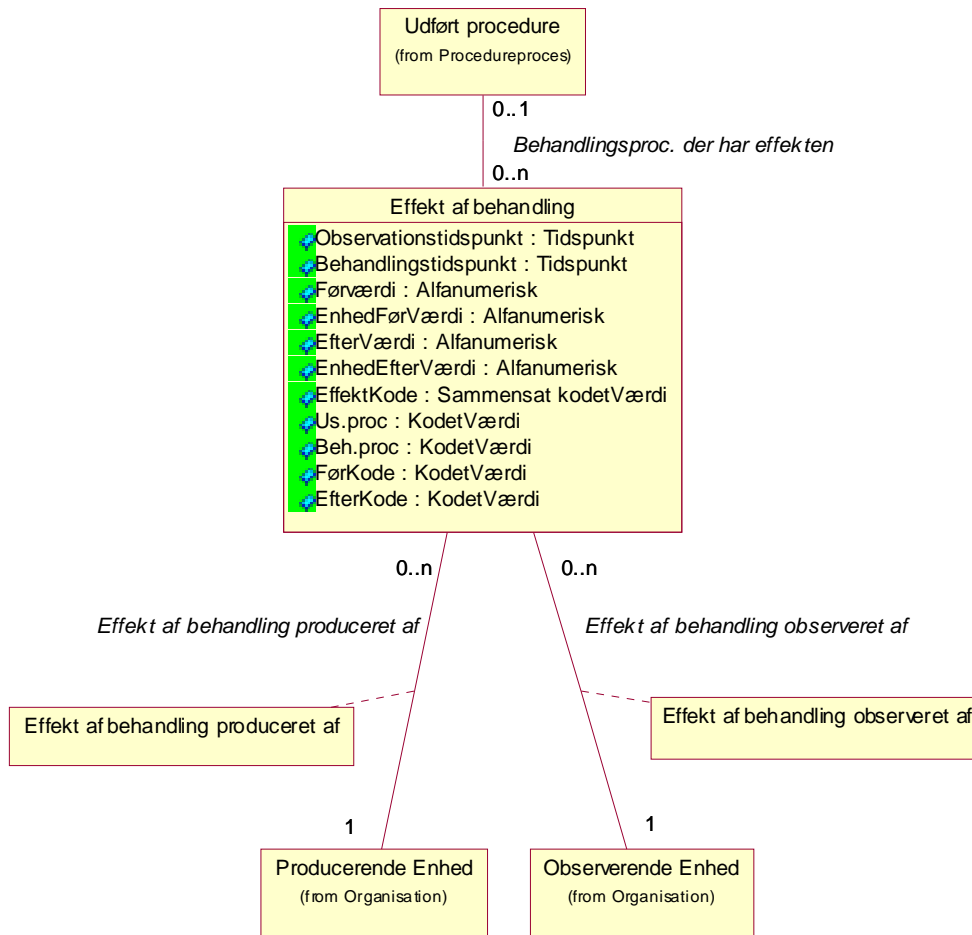 Udført procedure
(from Procedureproces)
0..1
Behandlingsproc. der har effekten
0..n
Effekt af behandling
Observationstidspunkt : Tidspunkt
Behandlingstidspunkt : Tidspunkt
Førværdi : Alfanumerisk
EnhedFørVærdi : Alfanumerisk
EfterVærdi : Alfanumerisk
EnhedEfterVærdi : Alfanumerisk
EffektKode : Sammensat kodetVærdi
Us.proc : KodetVærdi
Beh.proc : KodetVærdi
FørKode : KodetVærdi
EfterKode : KodetVærdi
0..n
0..n
Effekt af behandling produceret af
Effekt af behandling observeret af
Effekt af behandling produceret af
Effekt af behandling observeret af
1
1
Producerende Enhed
(from Organisation)
Observerende Enhed
(from Organisation)